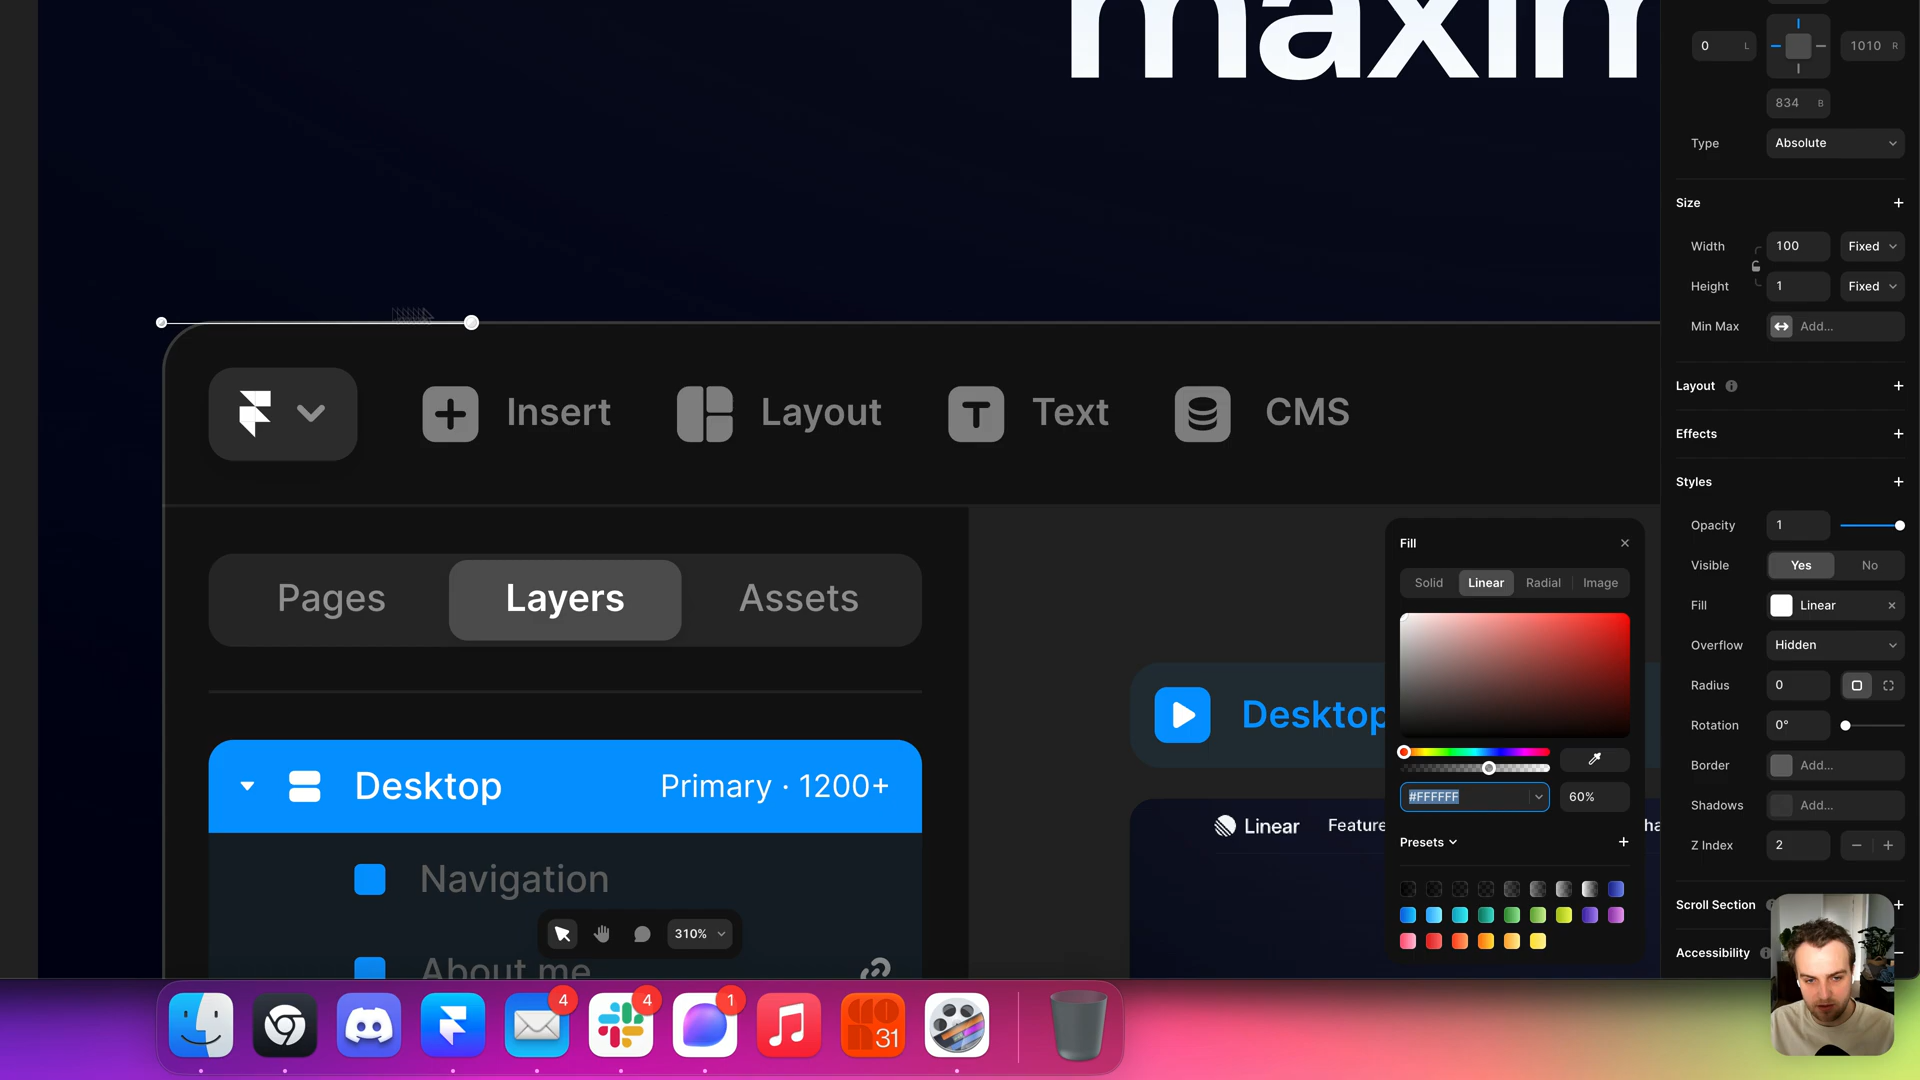 maxim
0 L
1010 R
834 B
Type Absolute
Size
Width 100 Fixed
Height 1 Fixed
Min Max Add...
Layout
Effects
Styles
Opacity 1
Visible Yes No
Fill Linear
Overflow Hidden
Radius 0
Rotation 0°
Border Add...
Shadows Add...
Z Index 2
Scroll Section
Accessibility
Insert Layout Text CMS
Pages Layers Assets
Desktop Primary · 1200+
Navigation
About me
310%
Desktop
Linear Feature
Fill
Solid Linear Radial Image
#FFFFFF 60%
Presets
4
4
1
31